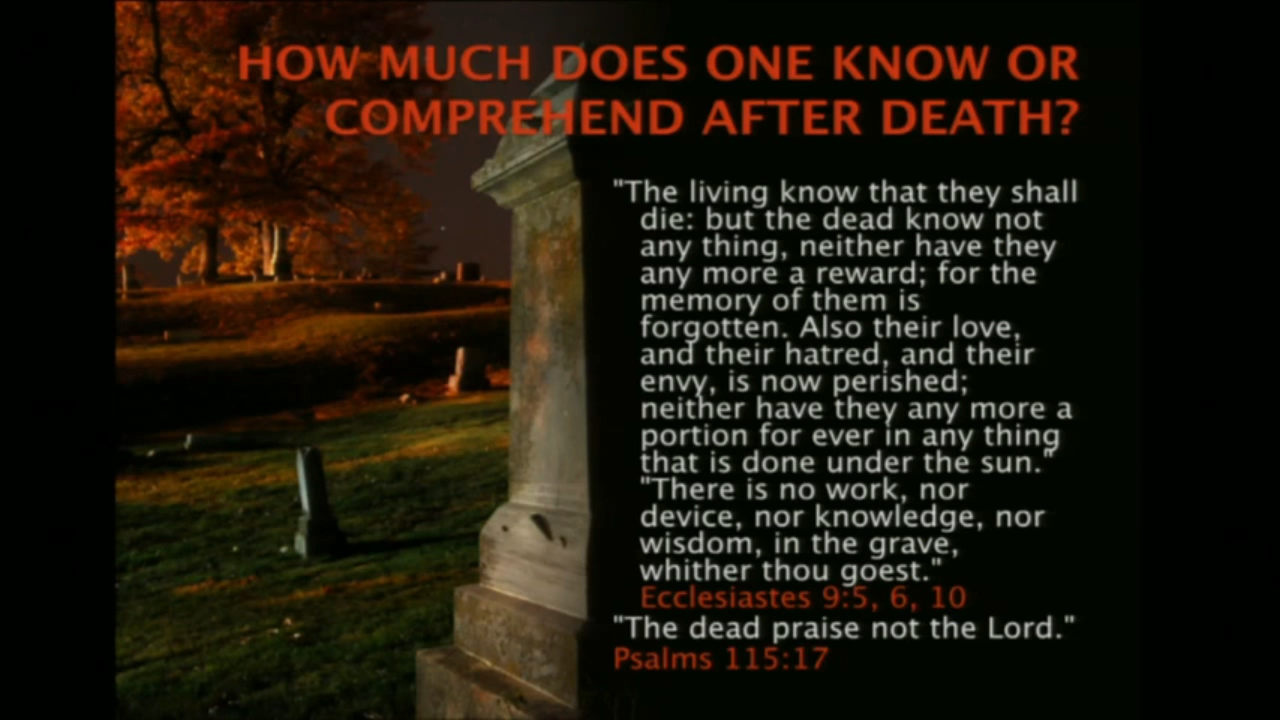 HOW MUCH DOES ONE KNOW OR
COMPREHEND AFTER DEATH?
"The living know that they shall
die: but the dead know not
any thing, neither have they
any more a reward; for the
memory of them is
forgotten. Also their love,
and their hatred, and their
envy, is now perished;
neither have they any more a
portion for ever in any thing
that is done under the sun."
"There is no work, nor
device, nor knowledge, nor
wisdom, in the grave,
whither thou goest."
Ecclesiastes 9:5, 6, 10
"The dead praise not the Lord."
Psalms 115:17